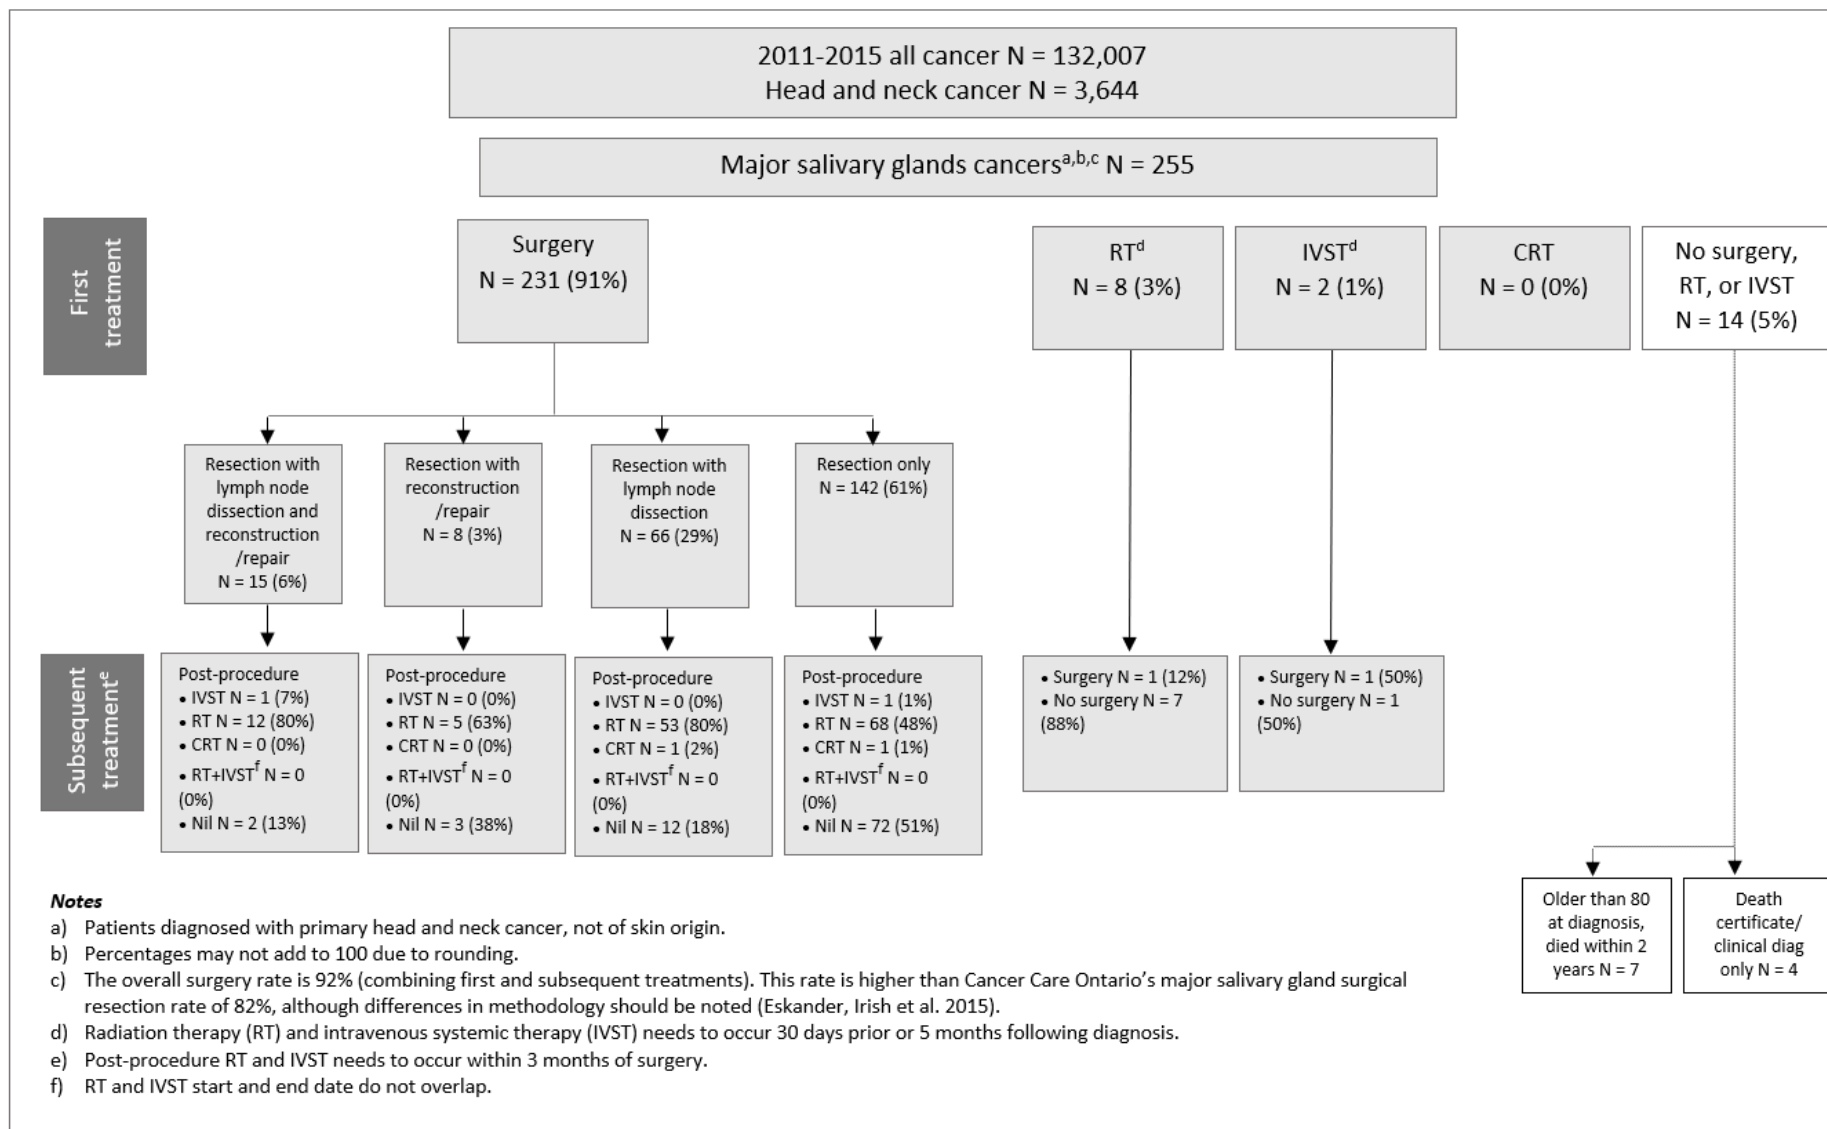 2011-2015 all cancer N = 132,007
Head and neck cancer N = 3,644
Major salivary glands cancers^a,b,c N = 255
First
treatment
Surgery
N = 231 (91%)
RT^d
N = 8 (3%)
IVST^d
N = 2 (1%)
CRT
N = 0 (0%)
No surgery,
RT, or IVST
N = 14 (5%)
Resection with
lymph node
dissection and
reconstruction
/repair
N = 15 (6%)
Resection with
reconstruction
/repair
N = 8 (3%)
Resection with
lymph node
dissection
N = 66 (29%)
Resection only
N = 142 (61%)
Subsequent
treatment^e
Post-procedure
• IVST N = 1 (7%)
• RT N = 12 (80%)
• CRT N = 0 (0%)
• RT+IVST^f N = 0
(0%)
• Nil N = 2 (13%)
Post-procedure
• IVST N = 0 (0%)
• RT N = 5 (63%)
• CRT N = 0 (0%)
• RT+IVST^f N = 0
(0%)
• Nil N = 3 (38%)
Post-procedure
• IVST N = 0 (0%)
• RT N = 53 (80%)
• CRT N = 1 (2%)
• RT+IVST^f N = 0
(0%)
• Nil N = 12 (18%)
Post-procedure
• IVST N = 1 (1%)
• RT N = 68 (48%)
• CRT N = 1 (1%)
• RT+IVST^f N = 0
(0%)
• Nil N = 72 (51%)
• Surgery N = 1 (12%)
• No surgery N = 7
(88%)
• Surgery N = 1 (50%)
• No surgery N = 1
(50%)
Older than 80
at diagnosis,
died within 2
years N = 7
Death
certificate/
clinical diag
only N = 4
Notes
a) Patients diagnosed with primary head and neck cancer, not of skin origin.
b) Percentages may not add to 100 due to rounding.
c) The overall surgery rate is 92% (combining first and subsequent treatments). This rate is higher than Cancer Care Ontario's major salivary gland surgical
resection rate of 82%, although differences in methodology should be noted (Eskander, Irish et al. 2015).
d) Radiation therapy (RT) and intravenous systemic therapy (IVST) needs to occur 30 days prior or 5 months following diagnosis.
e) Post-procedure RT and IVST needs to occur within 3 months of surgery.
f) RT and IVST start and end date do not overlap.